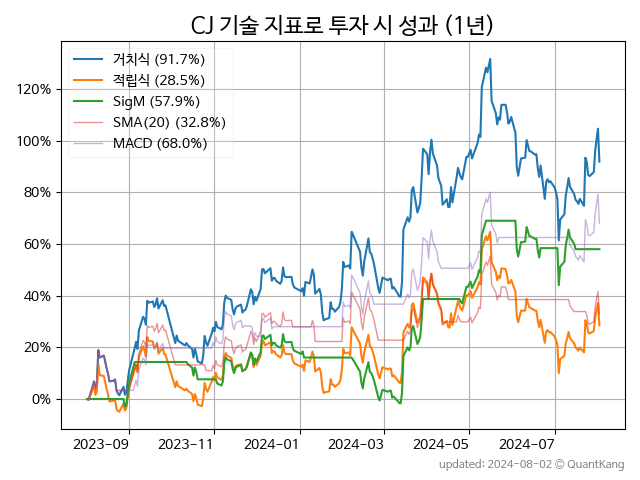 CJ 기술 지표로 투자 시 성과 (1년)
거치식 (91.7%)
적립식 (28.5%)
SigM (57.9%)
SMA(20) (32.8%)
MACD (68.0%)
120%
100%
80%
60%
40%
20%
0%
2023-09 2023-11 2024-01 2024-03 2024-05 2024-07
updated: 2024-08-02 © QuantKang